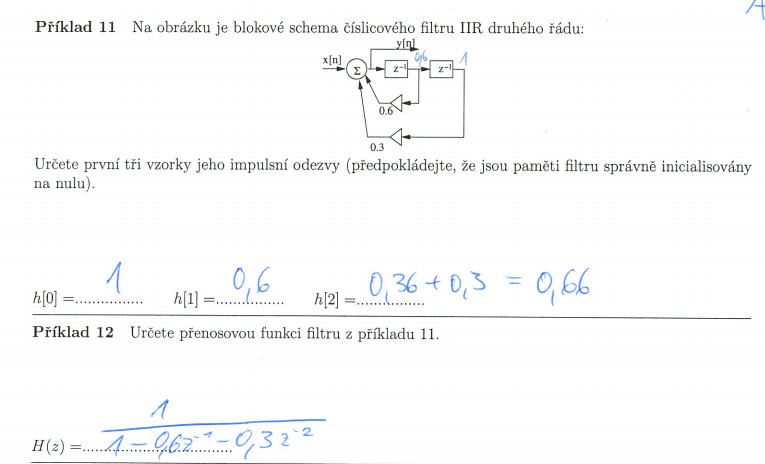 Příklad 11 Na obrázku je blokové schema číslicového filtru IIR druhého řádu:
y[n]
x[n] Σ z⁻¹ 0,6 z⁻¹ 1
0.6
0.3
Určete první tři vzorky jeho impulsní odezvy (předpokládejte, že jsou paměti filtru správně inicialisovány
na nulu).
h[0] =................ 1 h[1] =................ 0,6 h[2] =................ 0,36 + 0,3 = 0,66
Příklad 12 Určete přenosovou funkci filtru z příkladu 11.
1
H(z) =.................................... 1 - 0,6z⁻¹ - 0,3 z⁻²